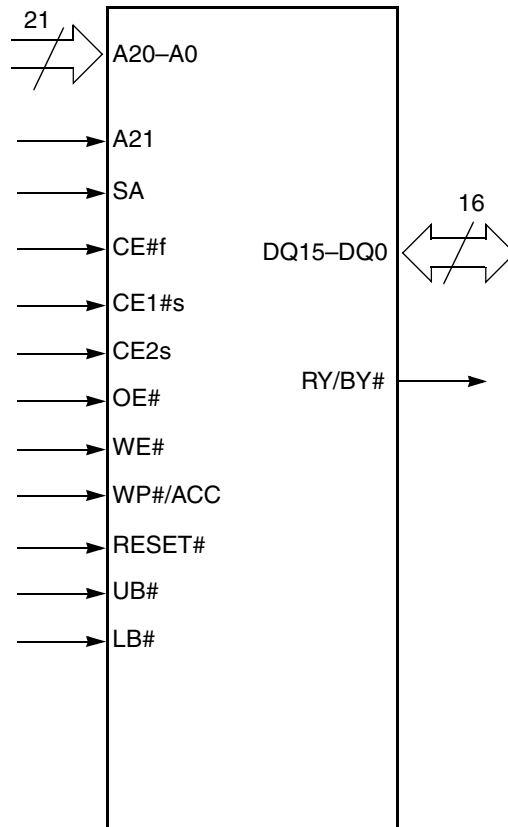 21
A20–A0
A21
SA
16
CE#f
DQ15–DQ0
CE1#s
CE2s
RY/BY#
OE#
WE#
WP#/ACC
RESET#
UB#
LB#